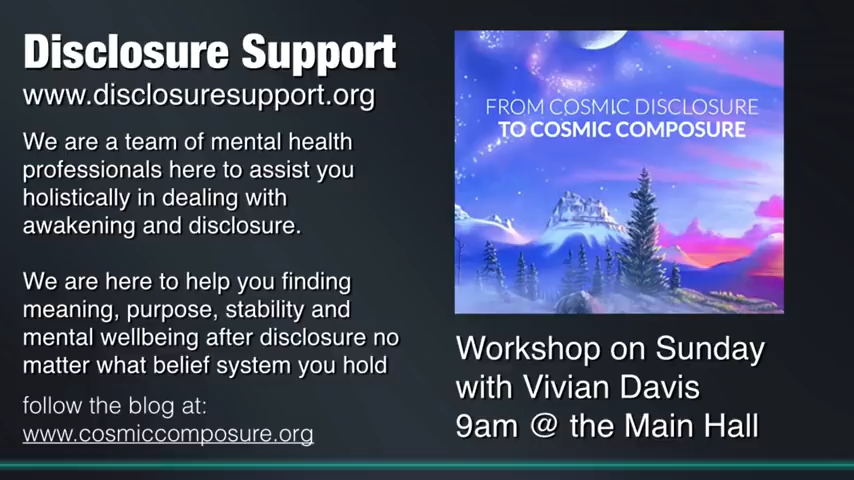 Disclosure Support
www.disclosuresupport.org
We are a team of mental health
professionals here to assist you
holistically in dealing with
awakening and disclosure.
We are here to help you finding
meaning, purpose, stability and
mental wellbeing after disclosure no
matter what belief system you hold
follow the blog at:
www.cosmiccomposure.org
FROM COSMIC DISCLOSURE
TO COSMIC COMPOSURE
Workshop on Sunday
with Vivian Davis
9am @ the Main Hall